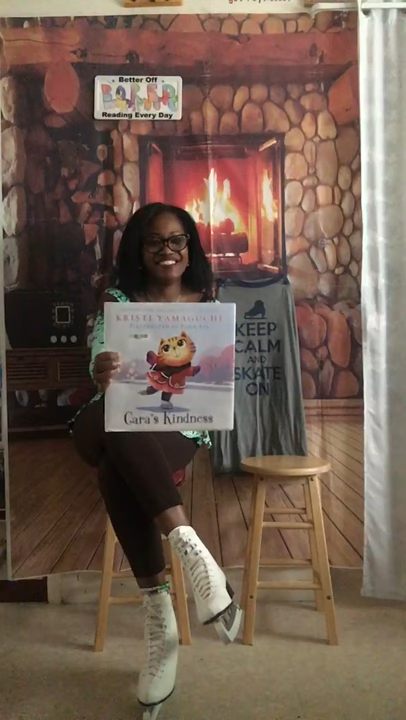 Better Off
Reading Every Day
KRISTI YAMAGUCHI
Cara's Kindness
KEEP
CALM
AND
SKATE
ON